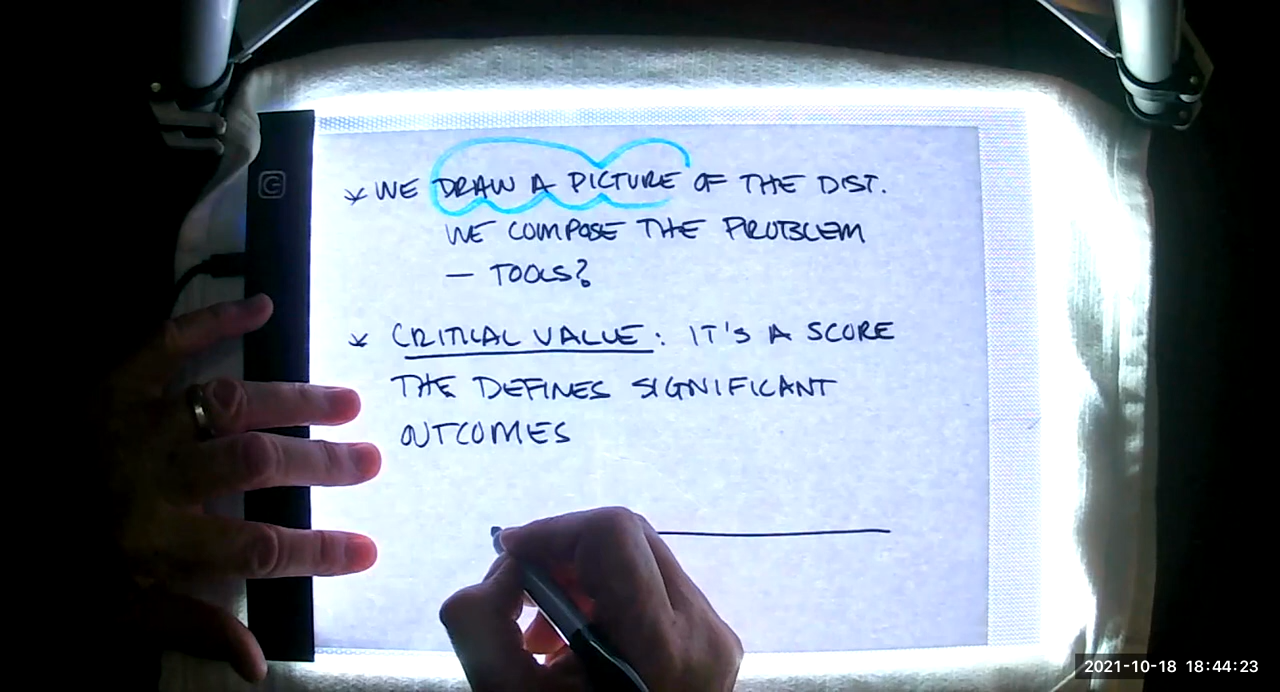 * WE DRAW A PICTURE OF THE DIST.
WE COMPOSE THE PROBLEM
— TOOLS?
* CRITICAL VALUE: IT'S A SCORE
THE DEFINES SIGNIFICANT
OUTCOMES
2021-10-18 18:44:23